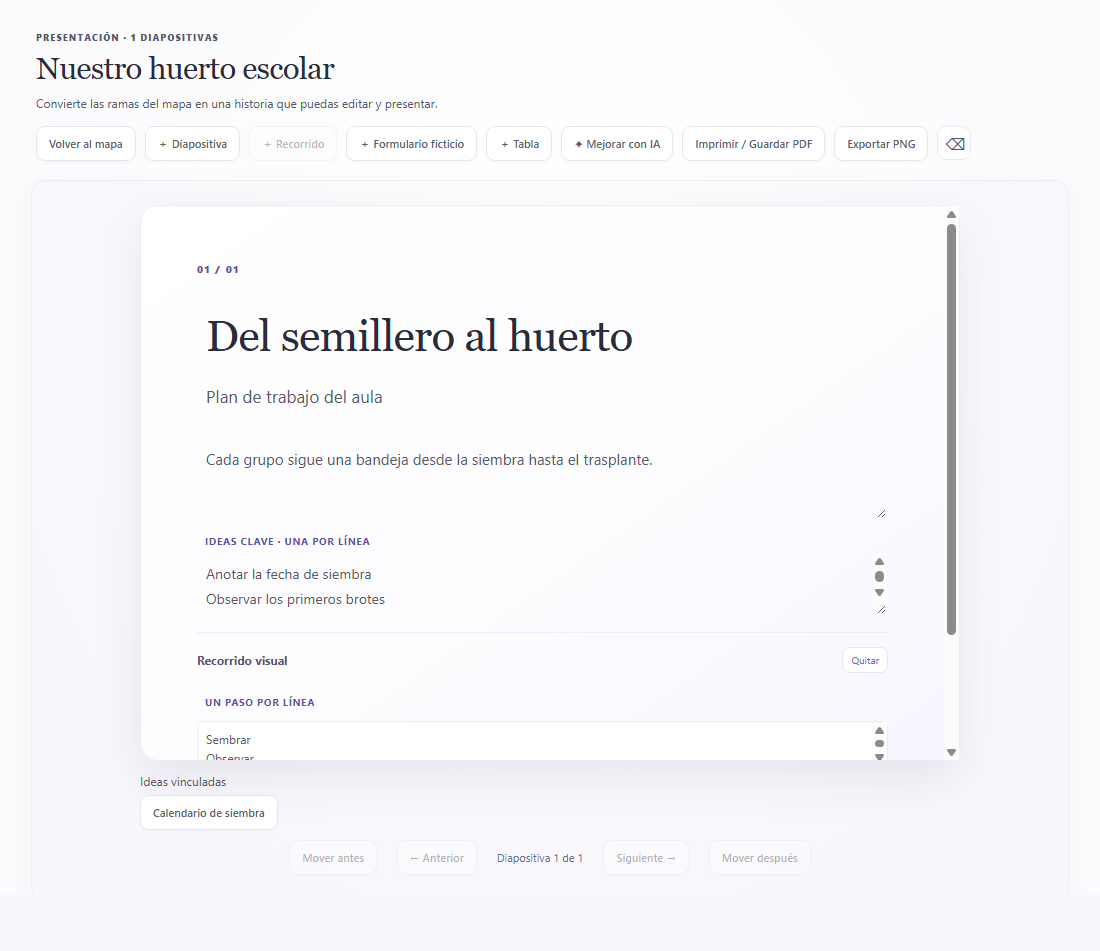 PRESENTACIÓN · 1 DIAPOSITIVAS
Nuestro huerto escolar
Convierte las ramas del mapa en una historia que puedas editar y presentar.
Volver al mapa
+ Diapositiva
+ Recorrido
+ Formulario ficticio
+ Tabla
✦ Mejorar con IA
Imprimir / Guardar PDF
Exportar PNG
01 / 01
Del semillero al huerto
Plan de trabajo del aula
Cada grupo sigue una bandeja desde la siembra hasta el trasplante.
IDEAS CLAVE · UNA POR LÍNEA
Anotar la fecha de siembra
Observar los primeros brotes
Recorrido visual
Quitar
UN PASO POR LÍNEA
Sembrar
Observar
Ideas vinculadas
Calendario de siembra
Mover antes
← Anterior
Diapositiva 1 de 1
Siguiente →
Mover después